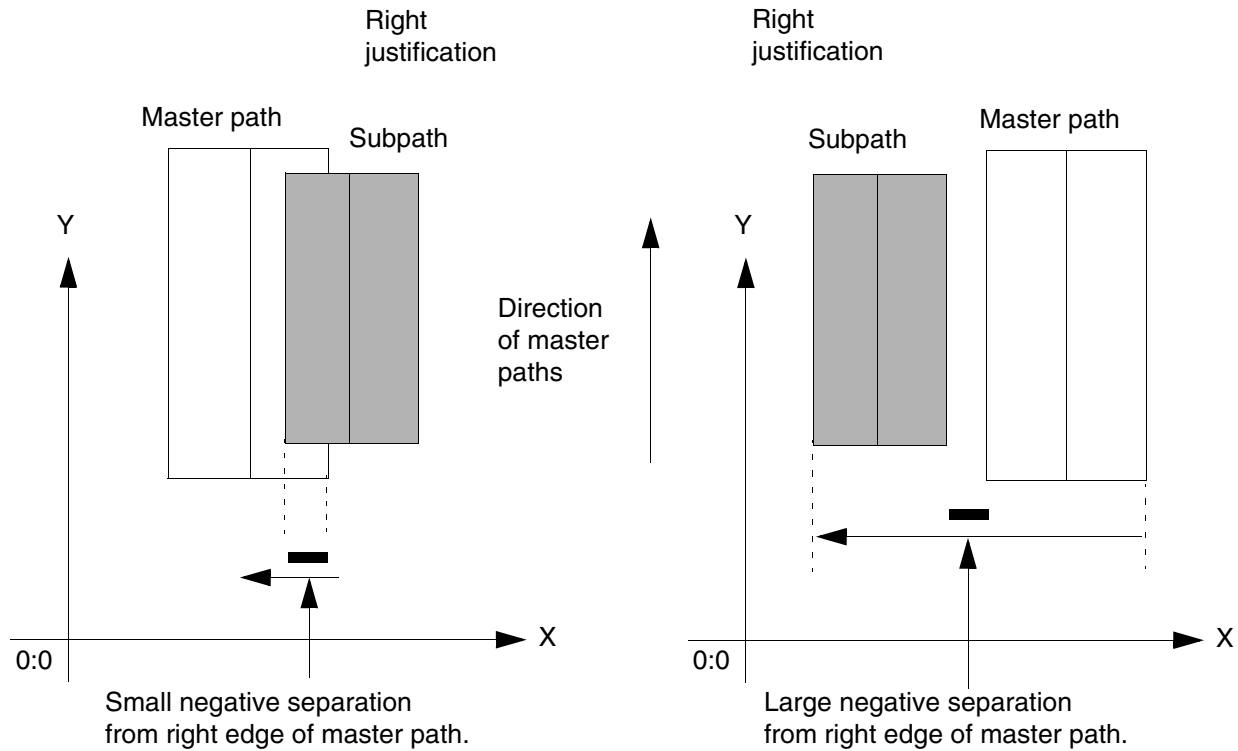 Right
justification
Master path
Subpath
Y
X
0:0
Small negative separation
from right edge of master path.
Direction
of master
paths
Right
justification
Subpath
Master path
Y
X
0:0
Large negative separation
from right edge of master path.